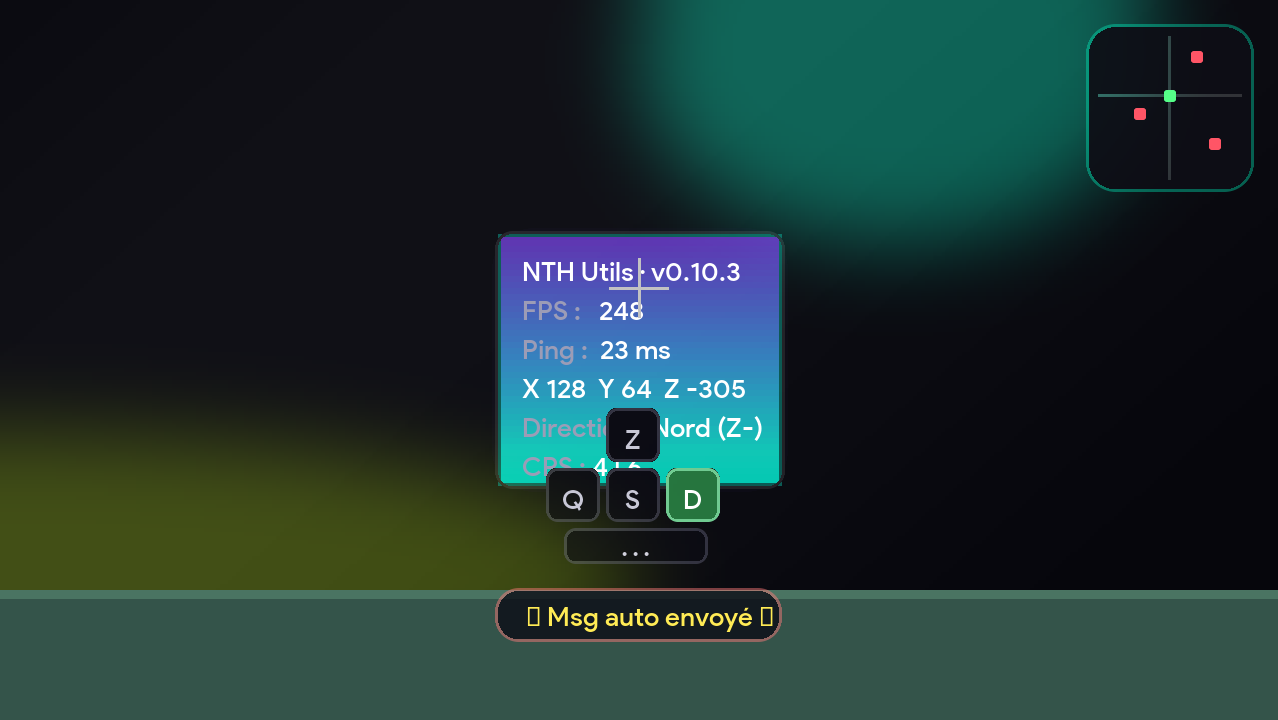 NTH Utils · v0.10.3
FPS : 248
Ping : 23 ms
X 128 Y 64 Z -305
Nord (Z-)
Z
Q S D
...
Msg auto envoyé